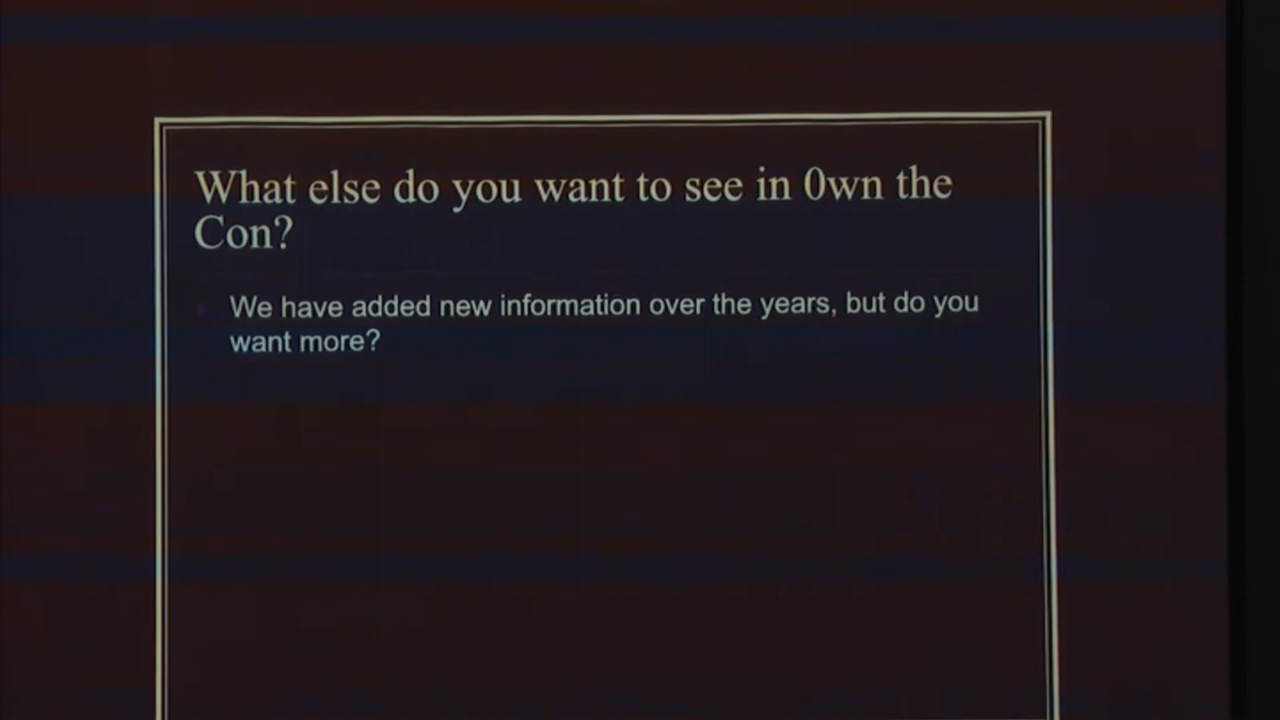 What else do you want to see in 0wn the
Con?
We have added new information over the years, but do you
want more?